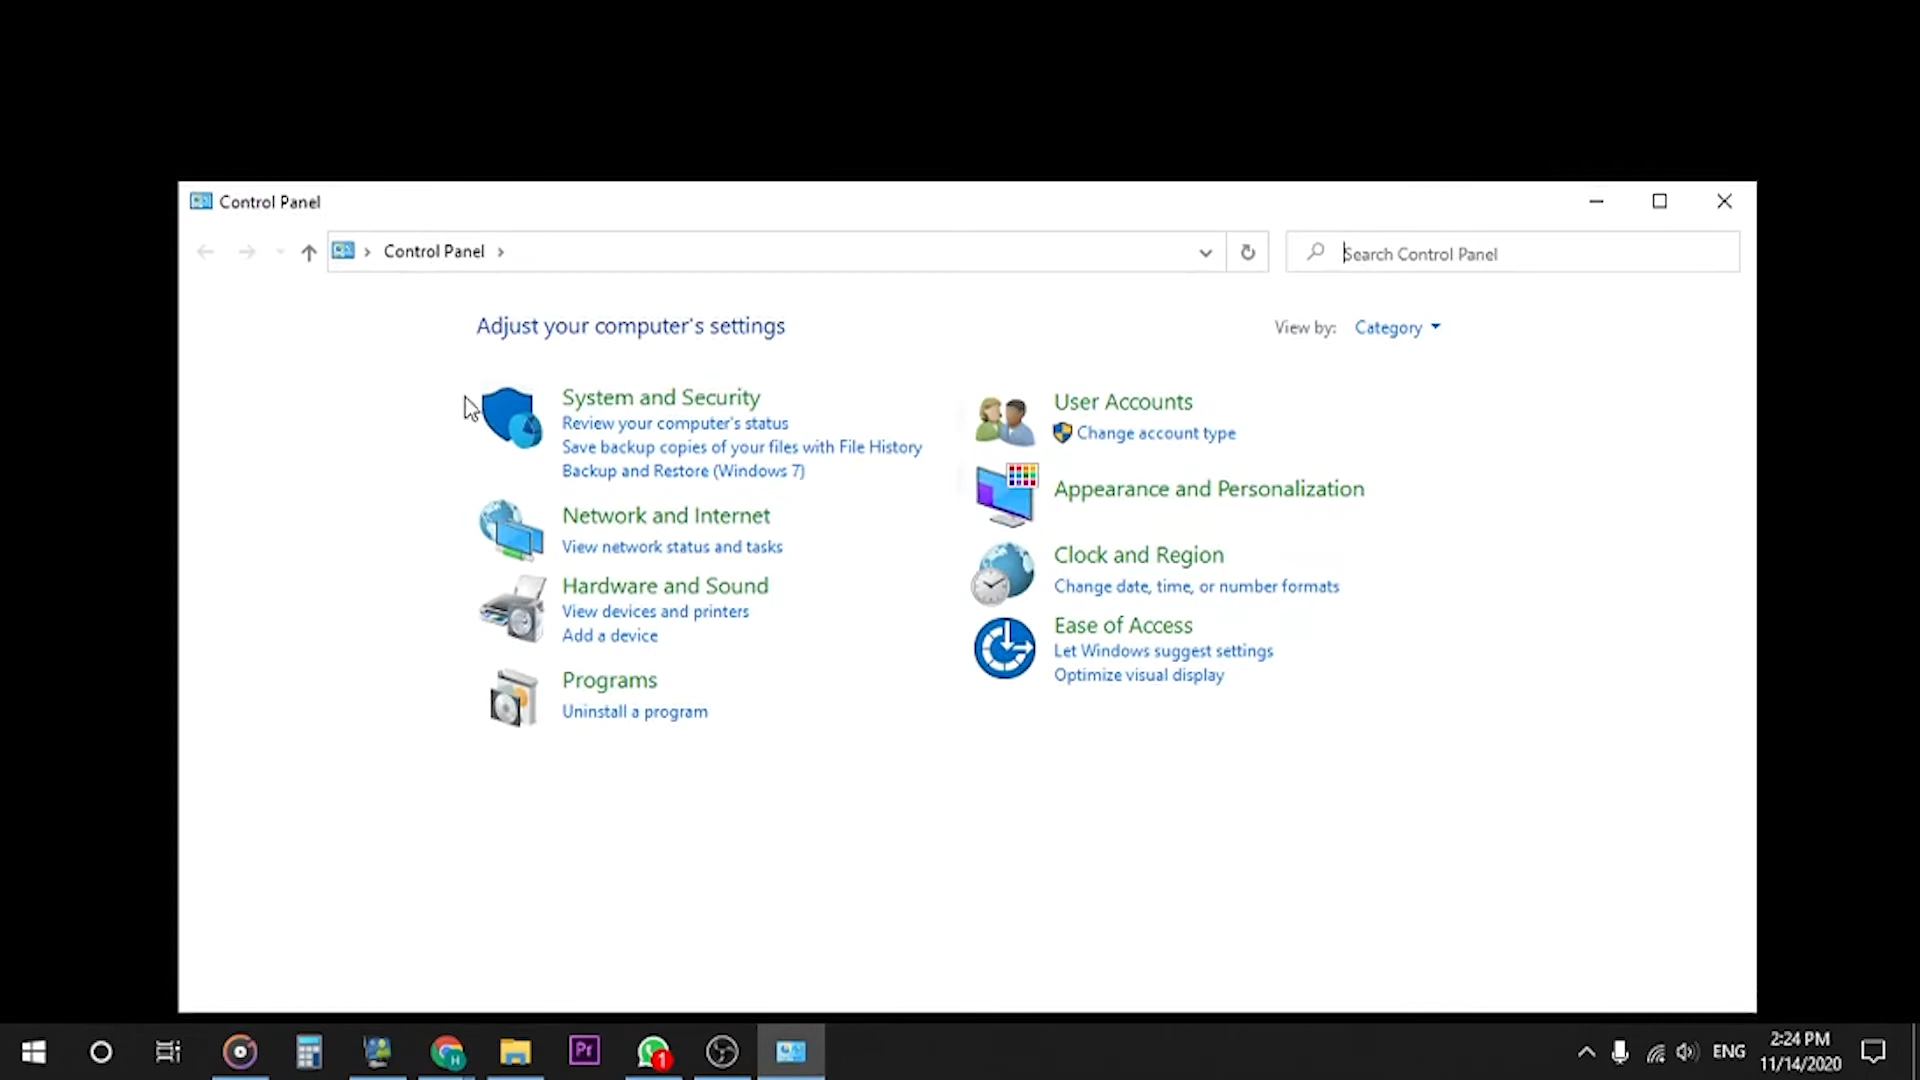 Control Panel
Control Panel
Search Control Panel
Adjust your computer's settings
View by: Category
System and Security
Review your computer's status
Save backup copies of your files with File History
Backup and Restore (Windows 7)
Network and Internet
View network status and tasks
Hardware and Sound
View devices and printers
Add a device
Programs
Uninstall a program
User Accounts
Change account type
Appearance and Personalization
Clock and Region
Change date, time, or number formats
Ease of Access
Let Windows suggest settings
Optimize visual display
H
Pr
1
ENG
2:24 PM
11/14/2020